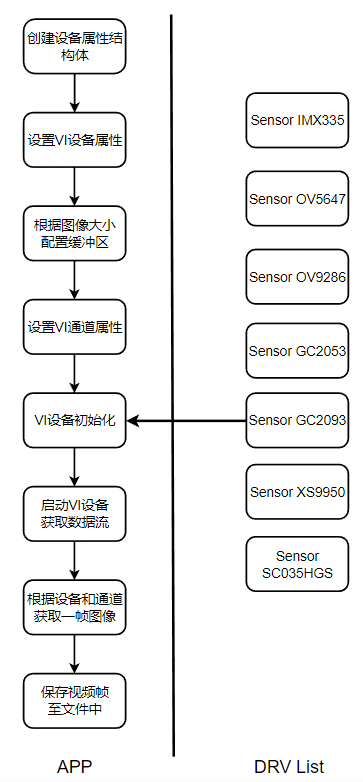 创建设备属性结
构体
设置VI设备属性
根据图像大小
配置缓冲区
设置VI通道属性
VI设备初始化
启动VI设备
获取数据流
根据设备和通道
获取一帧图像
保存视频帧
至文件中
APP
Sensor IMX335
Sensor OV5647
Sensor OV9286
Sensor GC2053
Sensor GC2093
Sensor XS9950
Sensor
SC035HGS
DRV List